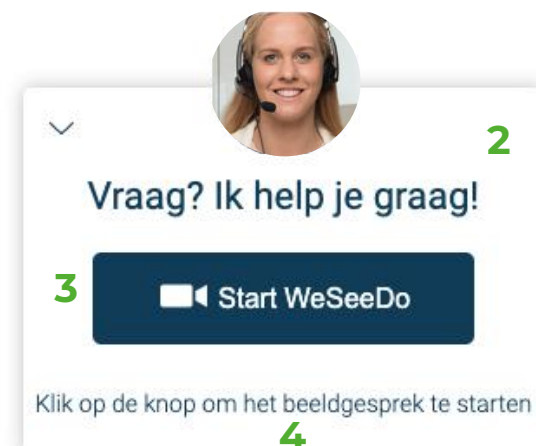 2
Vraag? Ik help je graag!
3 Start WeSeeDo
Klik op de knop om het beeldgesprek te starten
4